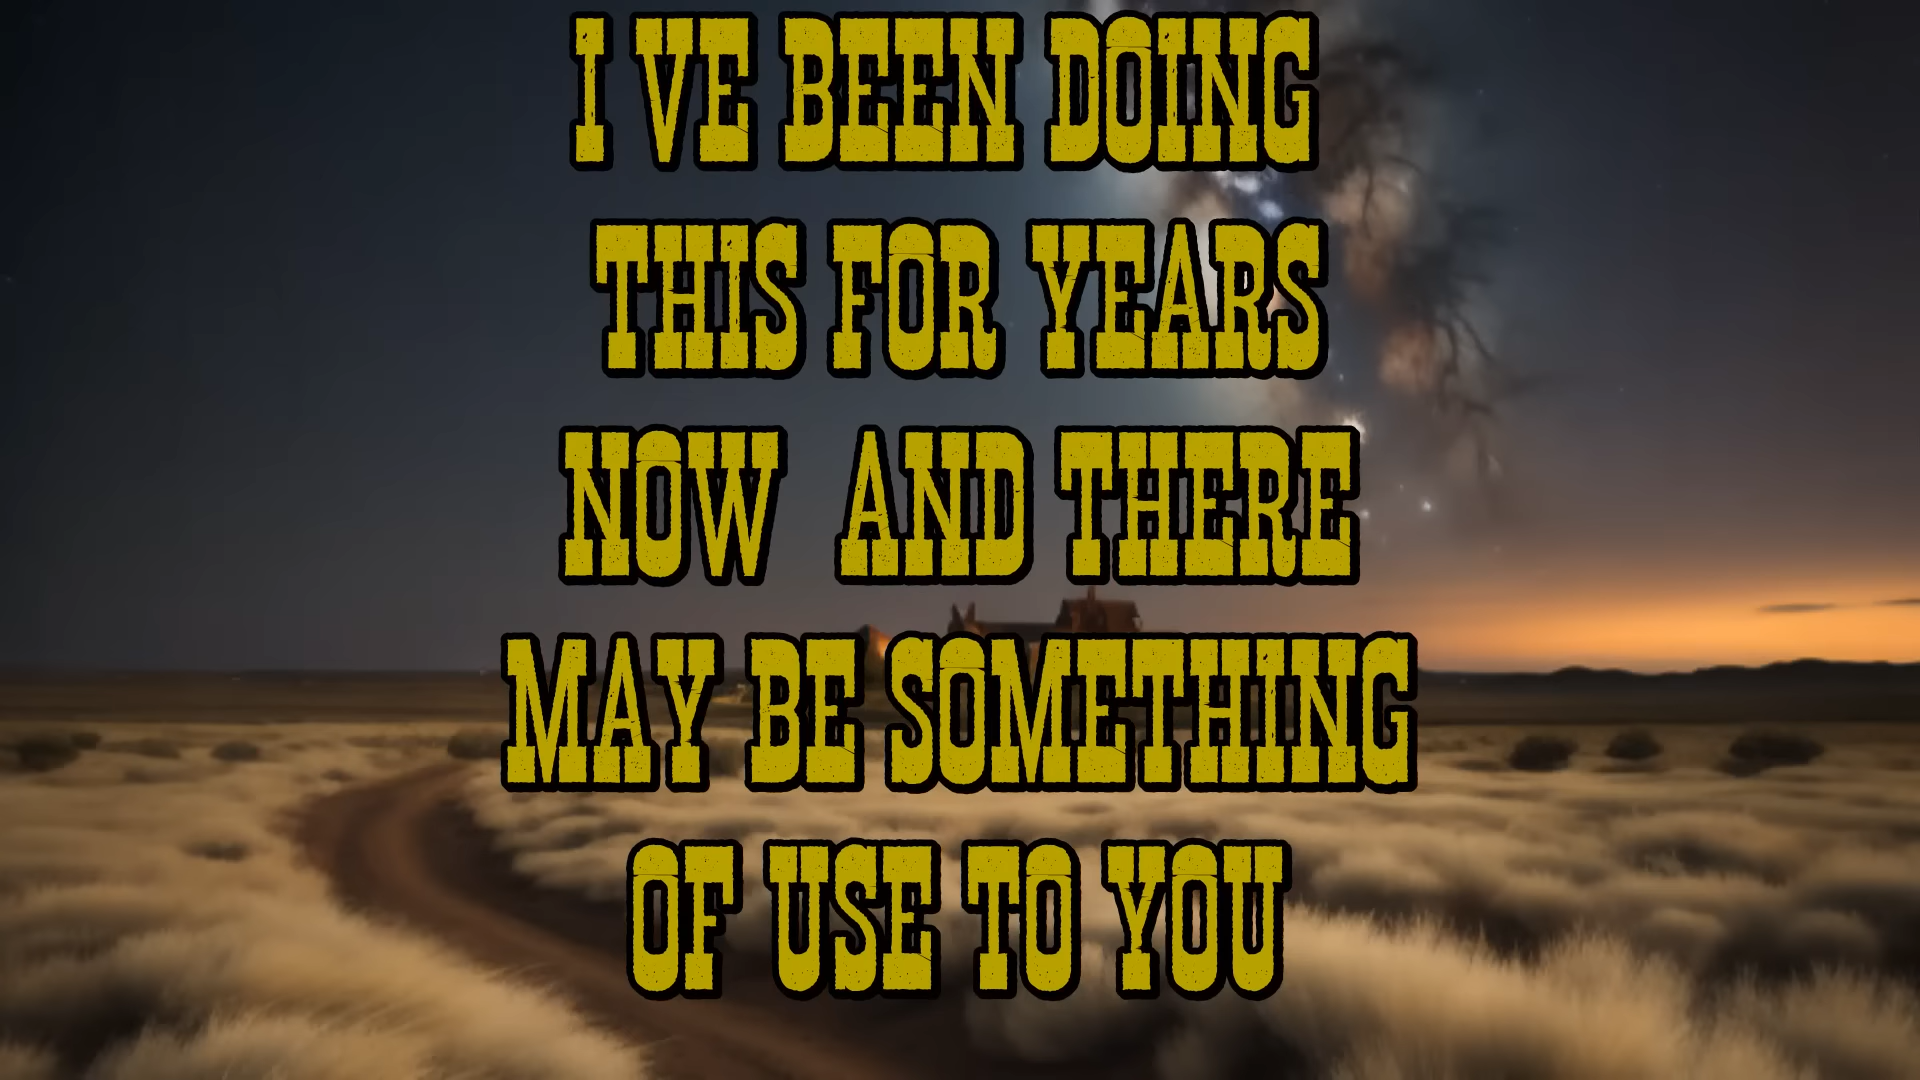 I VE BEEN DOING
THIS FOR YEARS
NOW  AND THERE
MAY BE SOMETHING
OF USE TO YOU